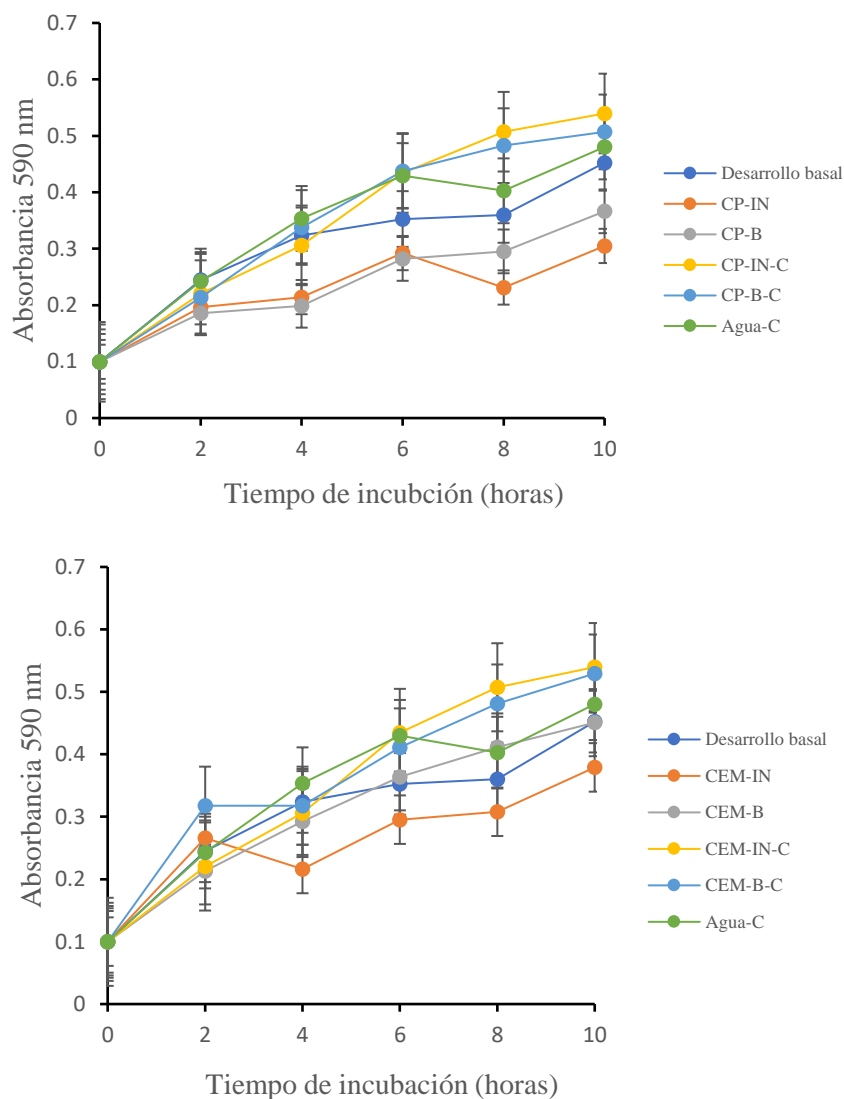 0.7
0.6
0.5
0.4
0.3
0.2
0.1
0
Absorbancia 590 nm
0 2 4 6 8 10
Tiempo de incubción (horas)
Desarrollo basal
CP-IN
CP-B
CP-IN-C
CP-B-C
Agua-C
0.7
0.6
0.5
0.4
0.3
0.2
0.1
0
Absorbancia 590 nm
0 2 4 6 8 10
Tiempo de incubación (horas)
Desarrollo basal
CEM-IN
CEM-B
CEM-IN-C
CEM-B-C
Agua-C